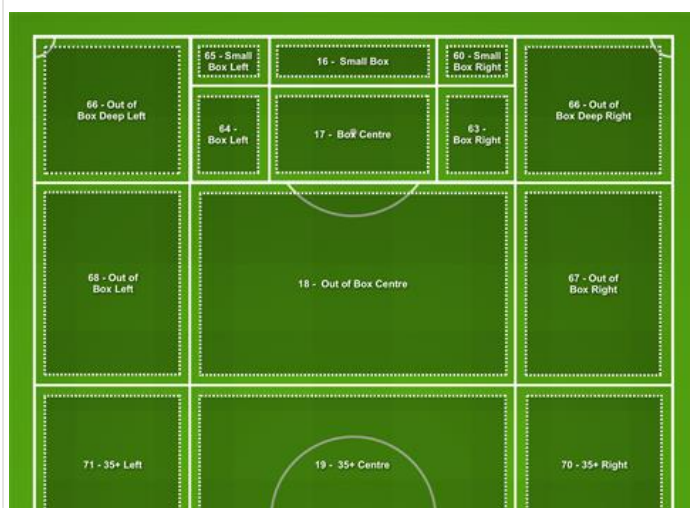 65 - Small
Box Left
16 - Small Box
60 - Small
Box Right
66 - Out of
Box Deep Left
66 - Out of
Box Deep Right
64 -
Box Left
17 - Box Centre
63 -
Box Right
68 - Out of
Box Left
18 - Out of Box Centre
67 - Out of
Box Right
71 - 35+ Left
19 - 35+ Centre
70 - 35+ Right